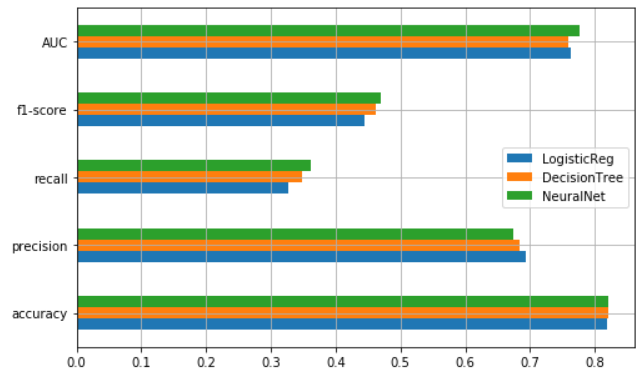 AUC
f1-score
recall
precision
accuracy
LogisticReg
DecisionTree
NeuralNet
0.0 0.1 0.2 0.3 0.4 0.5 0.6 0.7 0.8